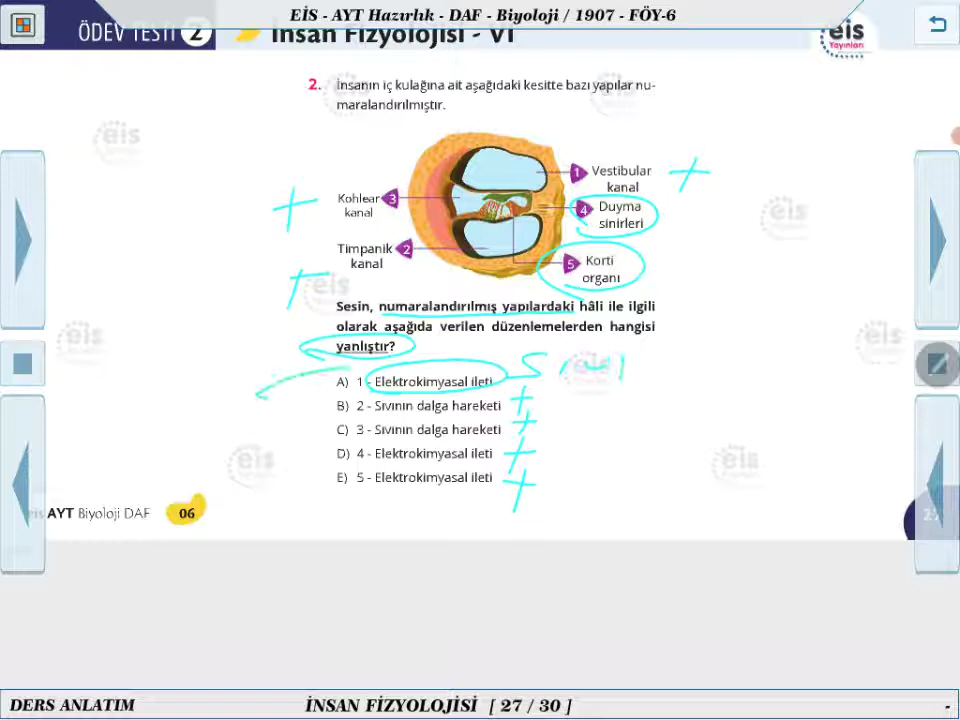 EİS - AYT Hazırlık - DAF - Biyoloji / 1907 - FÖY-6
ÖDEV TESTİ 2
İnsan Fizyolojisi - VI
eis
Yayınları
2. İnsanın iç kulağına ait aşağıdaki kesitte bazı yapılar nu-
maralandırılmıştır.
1 Vestibular
kanal
Kohlear 3
kanal
4 Duyma
sinirleri
Timpanik 2
kanal
5 Korti
organı
Sesin, numaralandırılmış yapılardaki hâli ile ilgili
olarak aşağıda verilen düzenlemelerden hangisi
yanlıştır?
A) 1 - Elektrokimyasal ileti
B) 2 - Sıvının dalga hareketi
C) 3 - Sıvının dalga hareketi
D) 4 - Elektrokimyasal ileti
E) 5 - Elektrokimyasal ileti
eis AYT Biyoloji DAF 06
DERS ANLATIM
İNSAN FİZYOLOJİSİ [ 27 / 30 ]
-